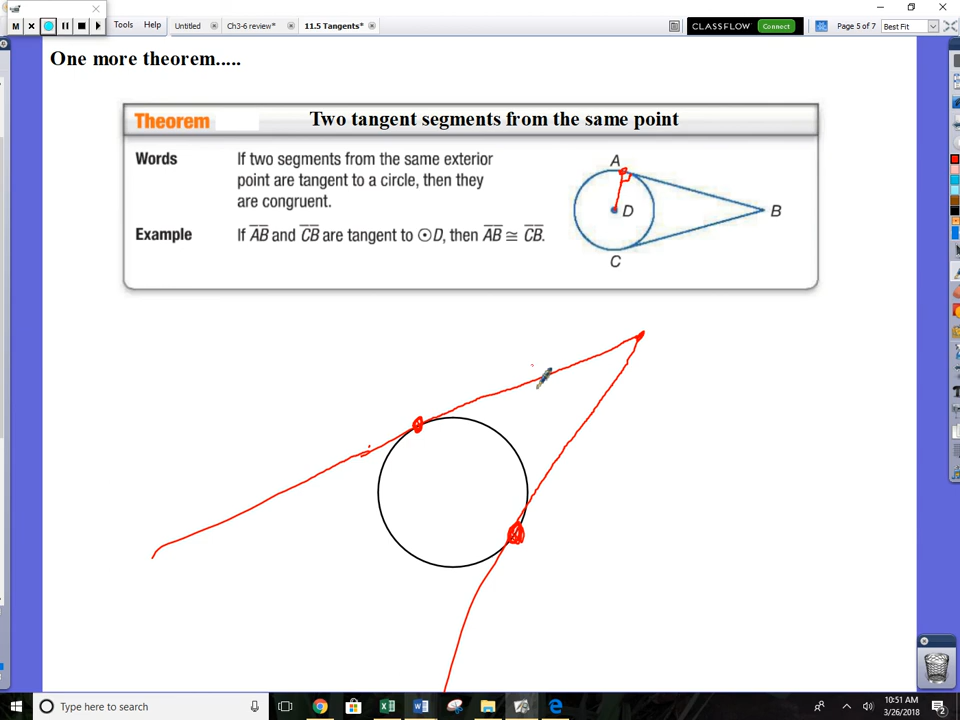 M
Tools Help Untitled Ch3-6 review* 11.5 Tangents* CLASSFLOW Connect Page 5 of 7 Best Fit
One more theorem.....
Theorem Two tangent segments from the same point
Words If two segments from the same exterior
point are tangent to a circle, then they
are congruent.
Example If AB and CB are tangent to ⊙D, then AB ≅ CB.
A
D
B
C
Type here to search
10:51 AM
3/26/2018
2